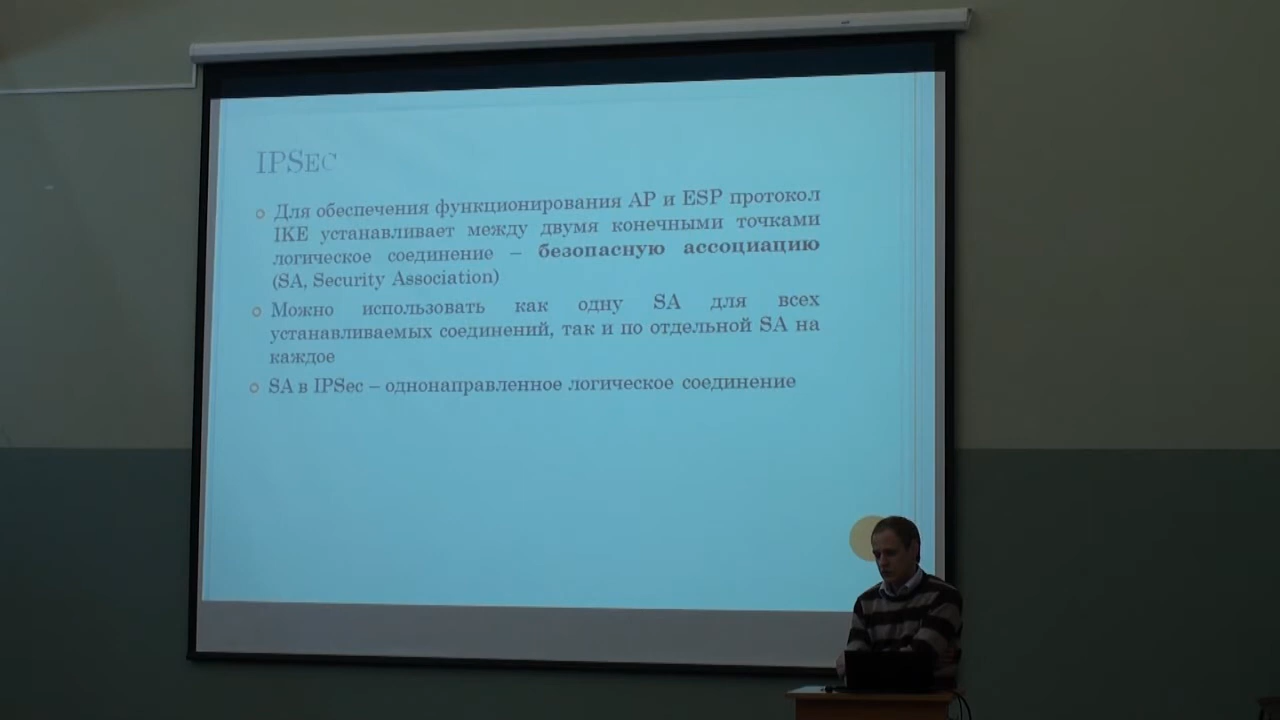 IPSEC
Для обеспечения функционирования AP и ESP протокол
IKE устанавливает между двумя конечными точками
логическое соединение – безопасную ассоциацию
(SA, Security Association)
Можно использовать как одну SA для всех
устанавливаемых соединений, так и по отдельной SA на
каждое
SA в IPSec – однонаправленное логическое соединение